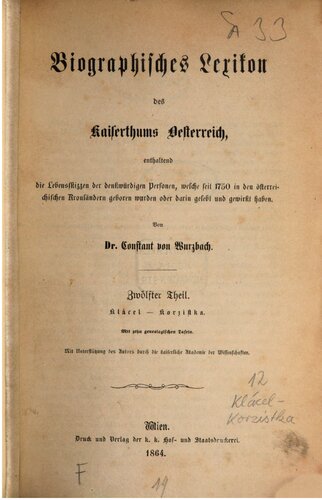 A 33
Biographisches Lexikon
des
Kaiserthums Oesterreich,
enthaltend
die Lebensskizzen der denkwürdigen Personen, welche seit 1750 in den österrei-
chischen Kronländern geboren wurden oder darin gelebt und gewirkt haben.
Von
Dr. Constant von Wurzbach.
Zwölfter Theil.
Klácel — Korzistka.
Mit zehn genealogischen Tafeln.
Mit Unterstützung des Autors durch die kaiserliche Akademie der Wissenschaften.
12
Klácel-
Korzistka
Wien.
Druck und Verlag der k. k. Hof- und Staatsdruckerei.
1864.
F
19